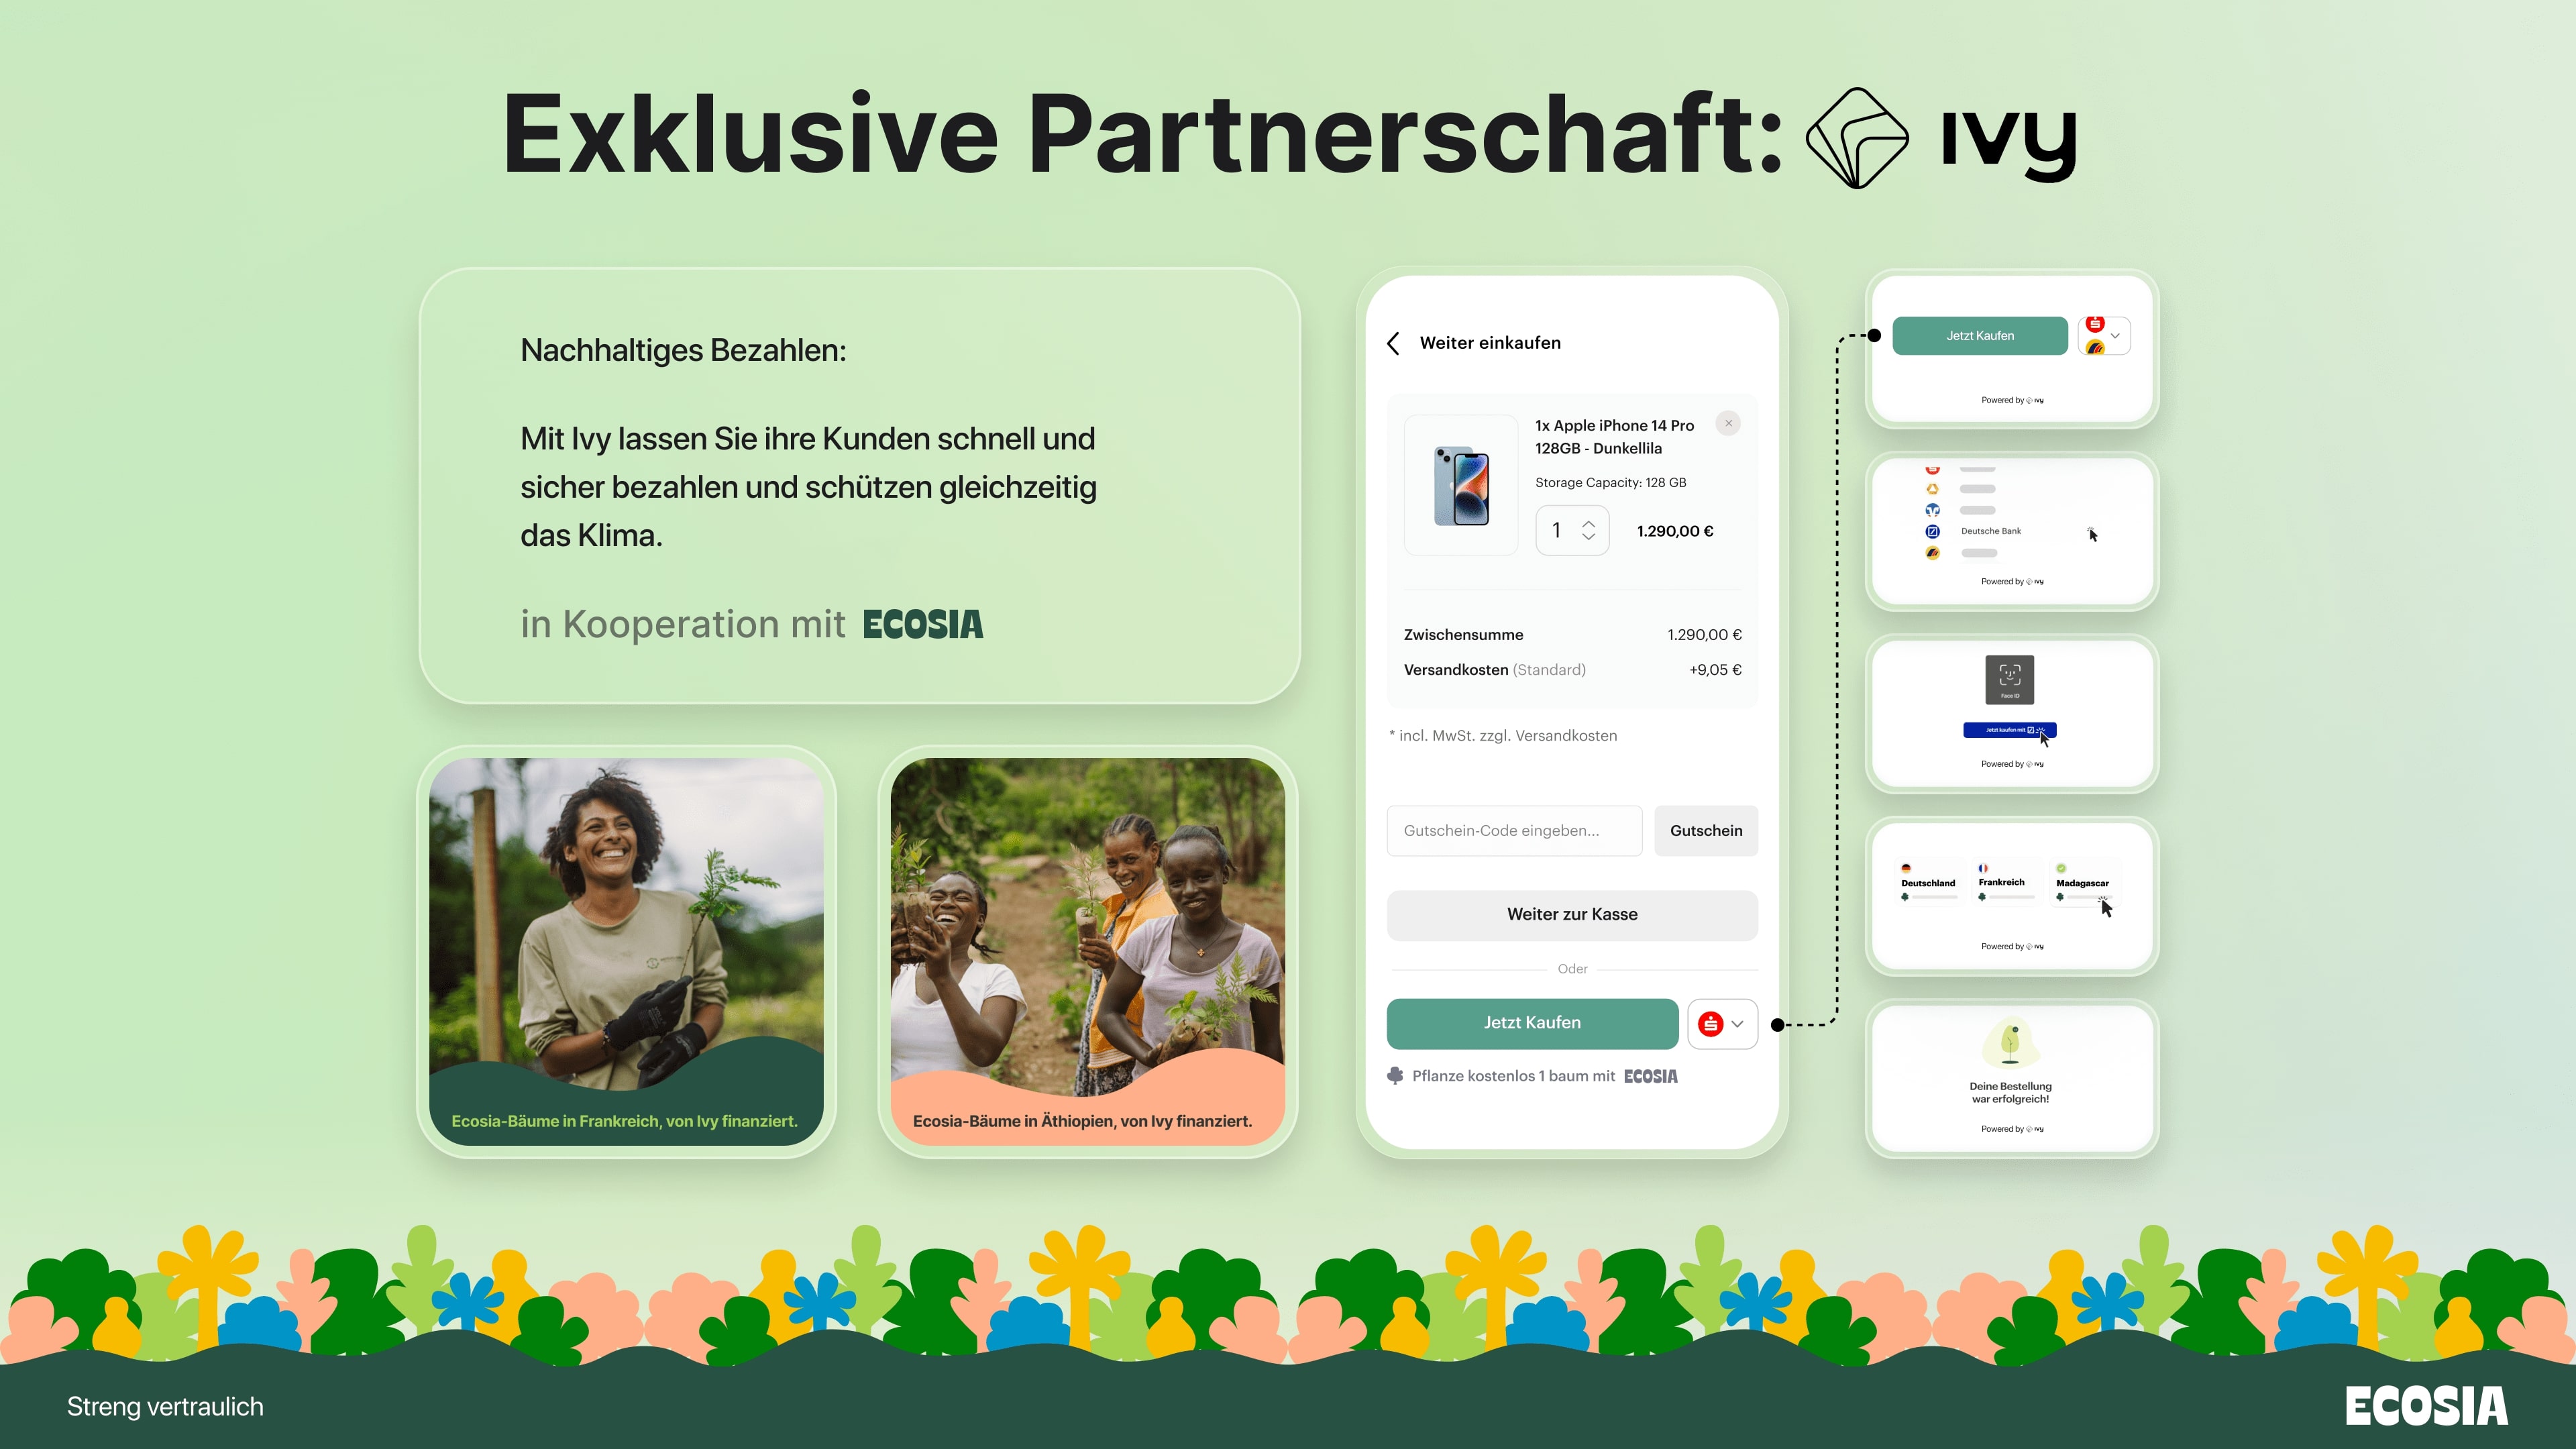 Exklusive Partnerschaft: ivy
Nachhaltiges Bezahlen:
Mit Ivy lassen Sie ihre Kunden schnell und
sicher bezahlen und schützen gleichzeitig
das Klima.
in Kooperation mit ECOSIA
Ecosia-Bäume in Frankreich, von Ivy finanziert.
Ecosia-Bäume in Äthiopien, von Ivy finanziert.
Weiter einkaufen
1x Apple iPhone 14 Pro
128GB - Dunkellila
Storage Capacity: 128 GB
1 1.290,00 €
Zwischensumme 1.290,00 €
Versandkosten (Standard) +9,05 €
* incl. MwSt. zzgl. Versandkosten
Gutschein-Code eingeben... Gutschein
Weiter zur Kasse
Oder
Jetzt Kaufen
Pflanze kostenlos 1 baum mit ECOSIA
Jetzt Kaufen
Powered by ivy
Deutsche Bank
Powered by ivy
Face ID
Jetzt kaufen mit
Powered by ivy
Deutschland Frankreich Madagascar
Powered by ivy
Deine Bestellung
war erfolgreich!
Powered by ivy
Streng vertraulich
ECOSIA